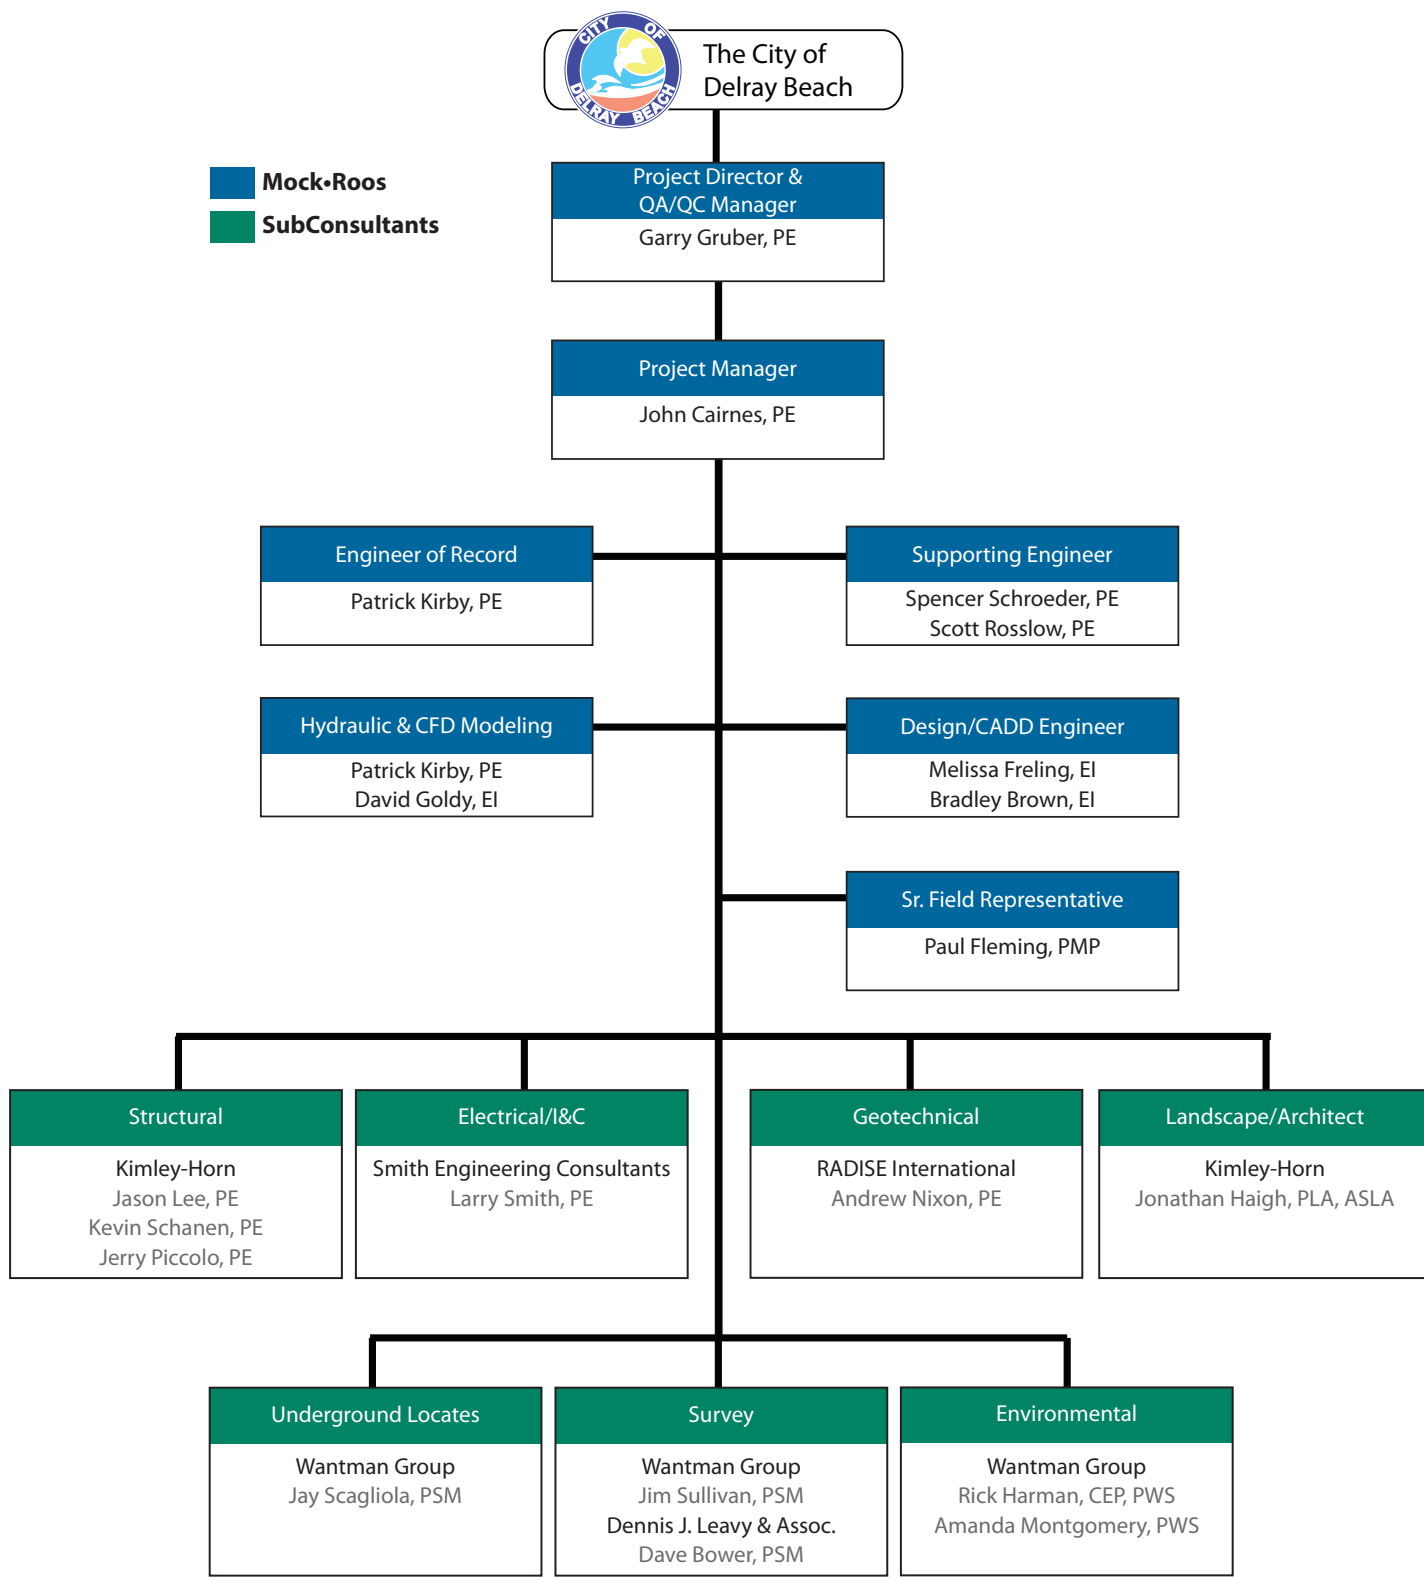 CITY OF
DELRAY BEACH
The City of
Delray Beach
Mock•Roos
SubConsultants
Project Director &
QA/QC Manager
Garry Gruber, PE
Project Manager
John Cairnes, PE
Engineer of Record
Patrick Kirby, PE
Supporting Engineer
Spencer Schroeder, PE
Scott Rosslow, PE
Hydraulic & CFD Modeling
Patrick Kirby, PE
David Goldy, EI
Design/CADD Engineer
Melissa Freling, EI
Bradley Brown, EI
Sr. Field Representative
Paul Fleming, PMP
Structural
Kimley-Horn
Jason Lee, PE
Kevin Schanen, PE
Jerry Piccolo, PE
Electrical/I&C
Smith Engineering Consultants
Larry Smith, PE
Geotechnical
RADISE International
Andrew Nixon, PE
Landscape/Architect
Kimley-Horn
Jonathan Haigh, PLA, ASLA
Underground Locates
Wantman Group
Jay Scagliola, PSM
Survey
Wantman Group
Jim Sullivan, PSM
Dennis J. Leavy & Assoc.
Dave Bower, PSM
Environmental
Wantman Group
Rick Harman, CEP, PWS
Amanda Montgomery, PWS